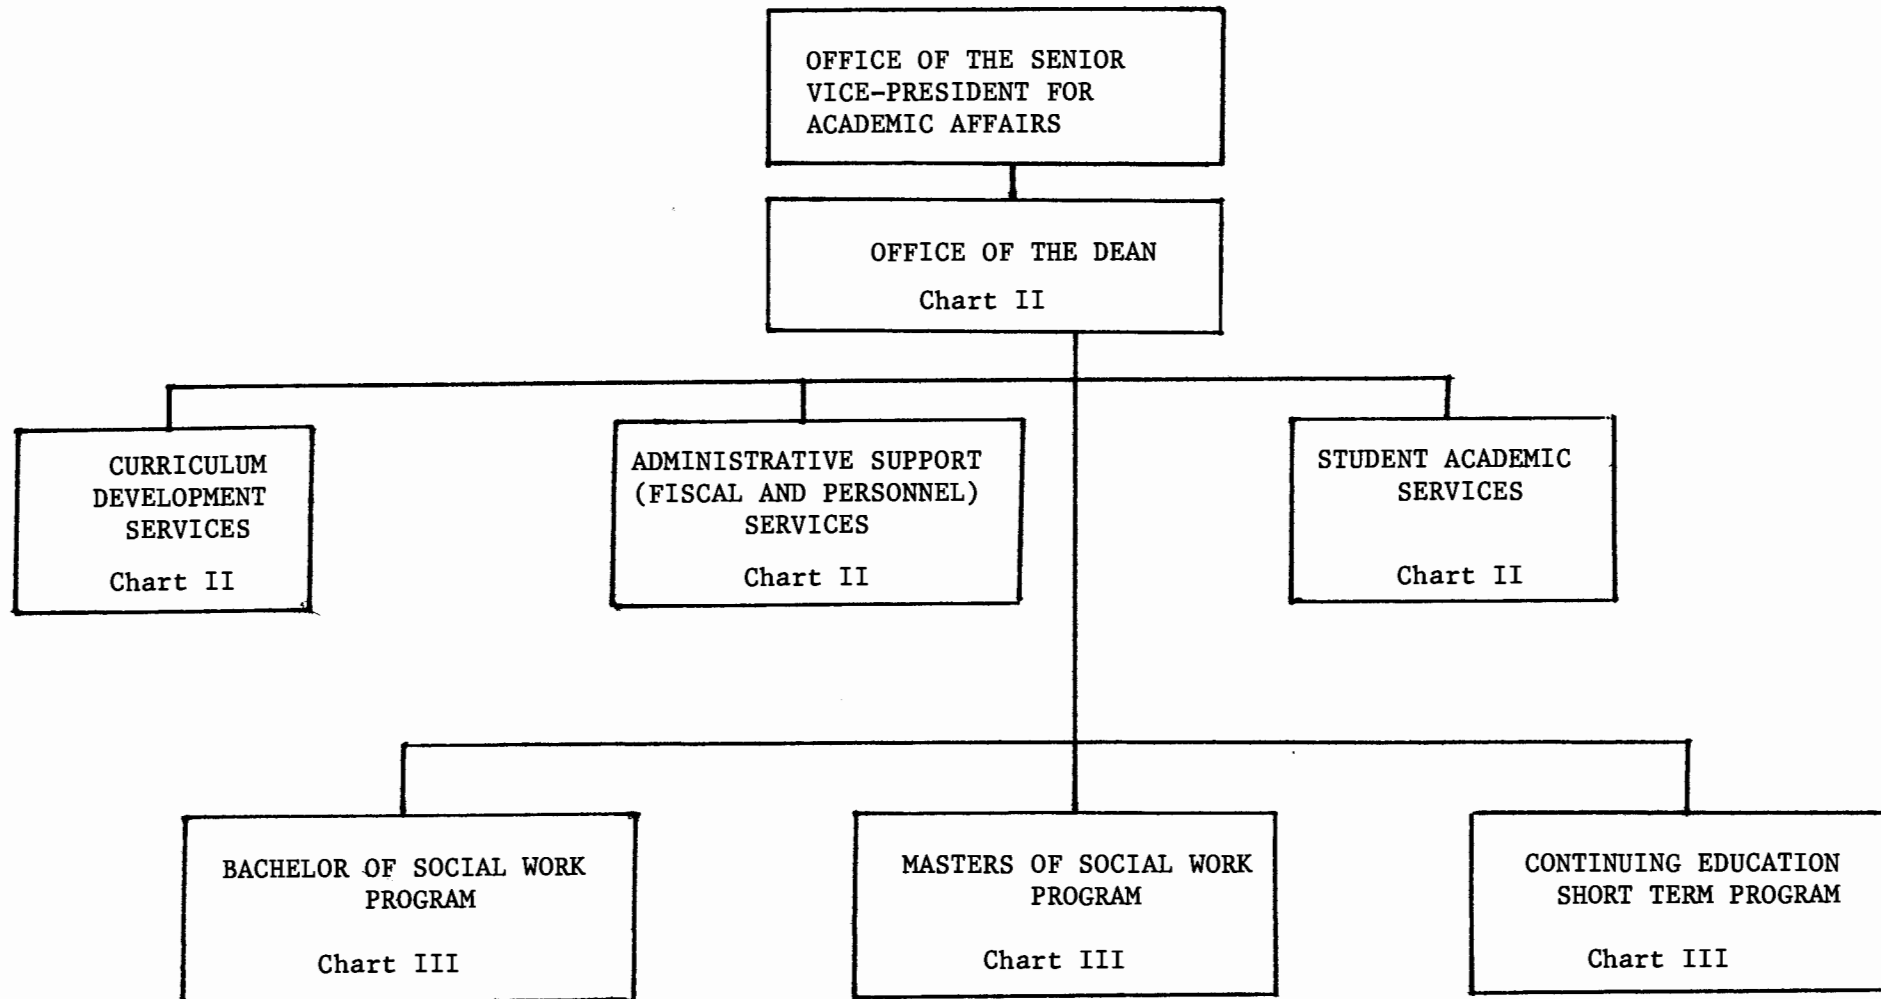 OFFICE OF THE SENIOR
VICE-PRESIDENT FOR
ACADEMIC AFFAIRS
OFFICE OF THE DEAN
Chart II
CURRICULUM
DEVELOPMENT
SERVICES
Chart II
ADMINISTRATIVE SUPPORT
(FISCAL AND PERSONNEL)
SERVICES
Chart II
STUDENT ACADEMIC
SERVICES
Chart II
BACHELOR OF SOCIAL WORK
PROGRAM
Chart III
MASTERS OF SOCIAL WORK
PROGRAM
Chart III
CONTINUING EDUCATION
SHORT TERM PROGRAM
Chart III